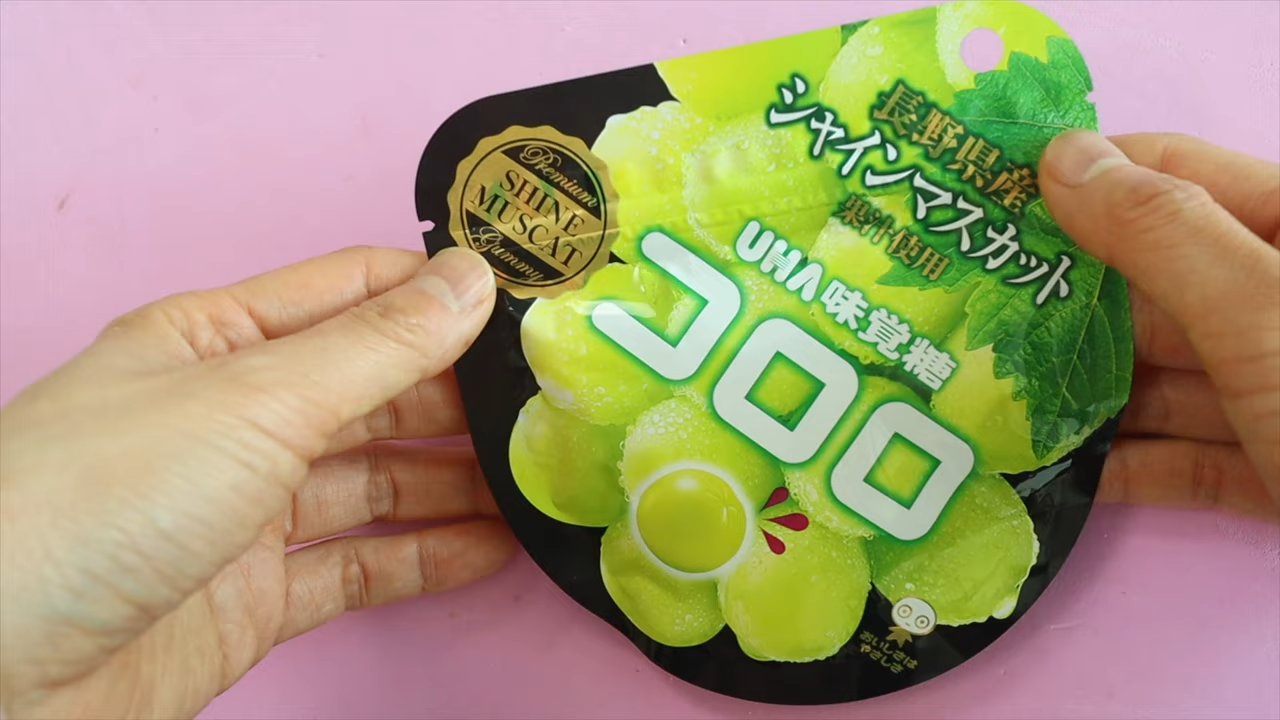 長野県産
シャインマスカット
果汁使用
Premium
SHINE
MUSCAT
Gummy
UHA味覚糖
コロロ
おいしさは
やさしさ